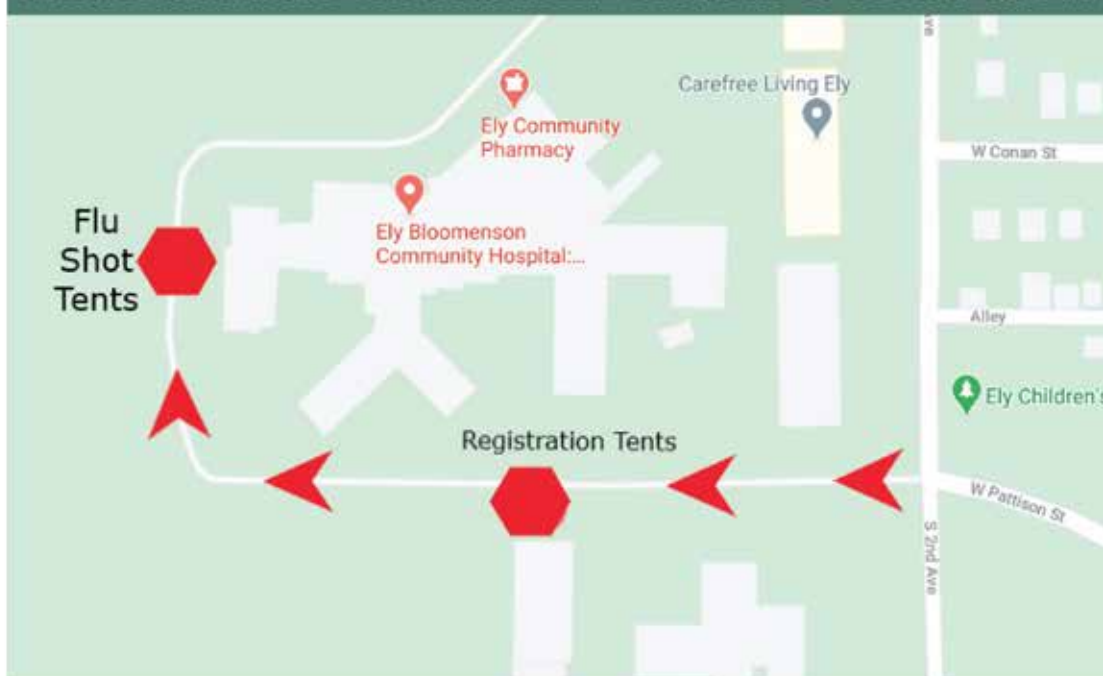 Ave
Carefree Living Ely
Ely Community
Pharmacy
W Conan St
Flu
Shot
Tents
Ely Bloomenson
Community Hospital:...
Alley
Ely Children's
Registration Tents
W Pattison St
S 2nd Ave